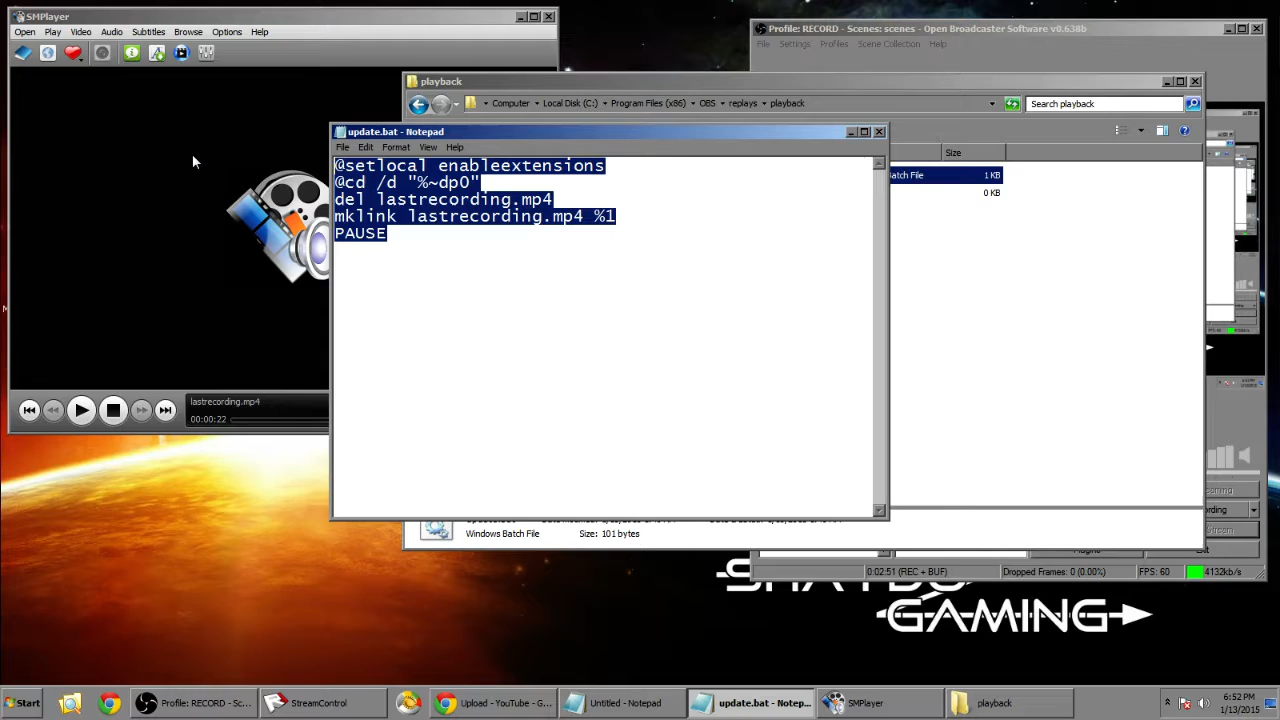 SMPlayer
Open Play Video Audio Subtitles Browse Options Help
lastrecording.mp4
00:00:22
Profile: RECORD - Scenes: scenes - Open Broadcaster Software v0.638b
File Settings Profiles Scene Collection Help
playback
Computer Local Disk (C:) Program Files (x86) OBS replays playback
Search playback
Size
Batch File 1 KB
0 KB
update.bat - Notepad
File Edit Format View Help
@setlocal enableextensions
@cd /d "%~dp0"
del lastrecording.mp4
mklink lastrecording.mp4 %1
PAUSE
Windows Batch File Size: 101 bytes
0:02:51 (REC + BUF) Dropped Frames: 0 (0.00%) FPS: 60 4132kb/s
GAMING
Start
Profile: RECORD - Sc...
StreamControl
Upload - YouTube - G...
Untitled - Notepad
update.bat - Notep...
SMPlayer
playback
6:52 PM
1/13/2015